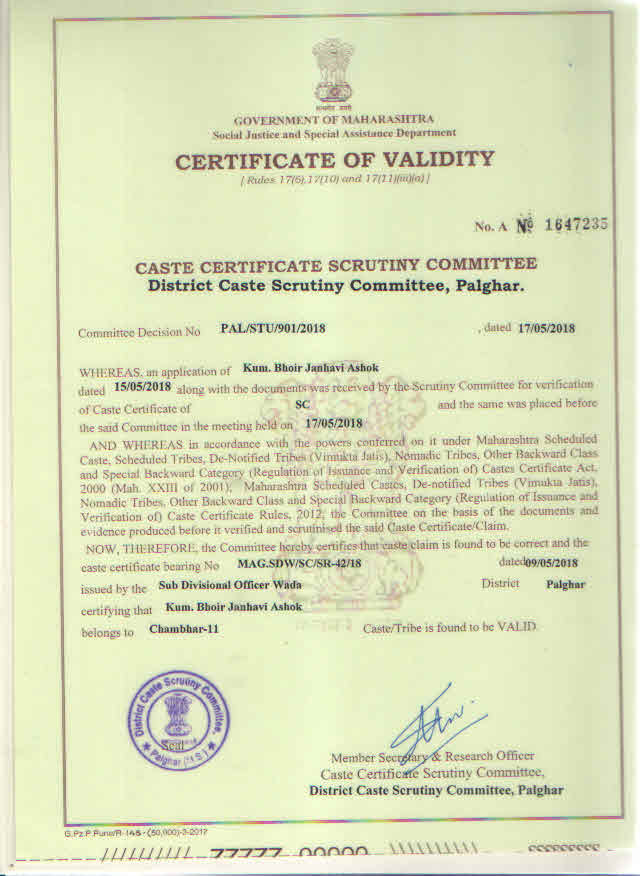 सत्यमेव जयते
GOVERNMENT OF MAHARASHTRA
Social Justice and Special Assistance Department
CERTIFICATE OF VALIDITY
[ Rules 17(6), 17(10) and 17(11)(iii)(a) ]
No. A № 1647235
CASTE CERTIFICATE SCRUTINY COMMITTEE
District Caste Scrutiny Committee, Palghar.
Committee Decision No PAL/STU/901/2018 , dated 17/05/2018
WHEREAS, an application of Kum. Bhoir Janhavi Ashok
dated 15/05/2018 along with the documents was received by the Scrutiny Committee for verification
of Caste Certificate of SC and the same was placed before
the said Committee in the meeting held on 17/05/2018
AND WHEREAS in accordance with the powers conferred on it under Maharashtra Scheduled
Caste, Scheduled Tribes, De-Notified Tribes (Vimukta Jatis), Nomadic Tribes, Other Backward Class
and Special Backward Category (Regulation of Issuance and Verification of) Castes Certificate Act,
2000 (Mah. XXIII of 2001), Maharashtra Scheduled Castes, De-notified Tribes (Vimukta Jatis),
Nomadic Tribes, Other Backward Class and Special Backward Category (Regulation of Issuance and
Verification of) Caste Certificate Rules, 2012, the Committee on the basis of the documents and
evidence produced before it verified and scrutinised the said Caste Certificate/Claim.
NOW, THEREFORE, the Committee hereby certifies that caste claim is found to be correct and the
caste certificate bearing No MAG.SDW/SC/SR-42/18 dated 09/05/2018
issued by the Sub Divisional Officer Wada District Palghar
certifying that Kum. Bhoir Janhavi Ashok
belongs to Chambhar-11 Caste/Tribe is found to be VALID.
District Caste Scrutiny Committee,
Seal
★ Palghar (M.S.) ★
Member Secretary & Research Officer
Caste Certificate Scrutiny Committee,
District Caste Scrutiny Committee, Palghar
G.Pz.P.Pune/R-145-(50,000)-3-2017